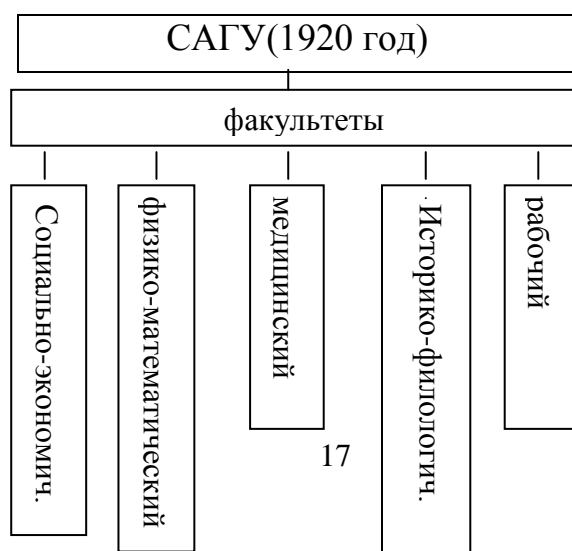 САГУ(1920 год)
факультеты
Социально-экономич.
физико-математический
медицинский
Историко-филологич.
рабочий
17